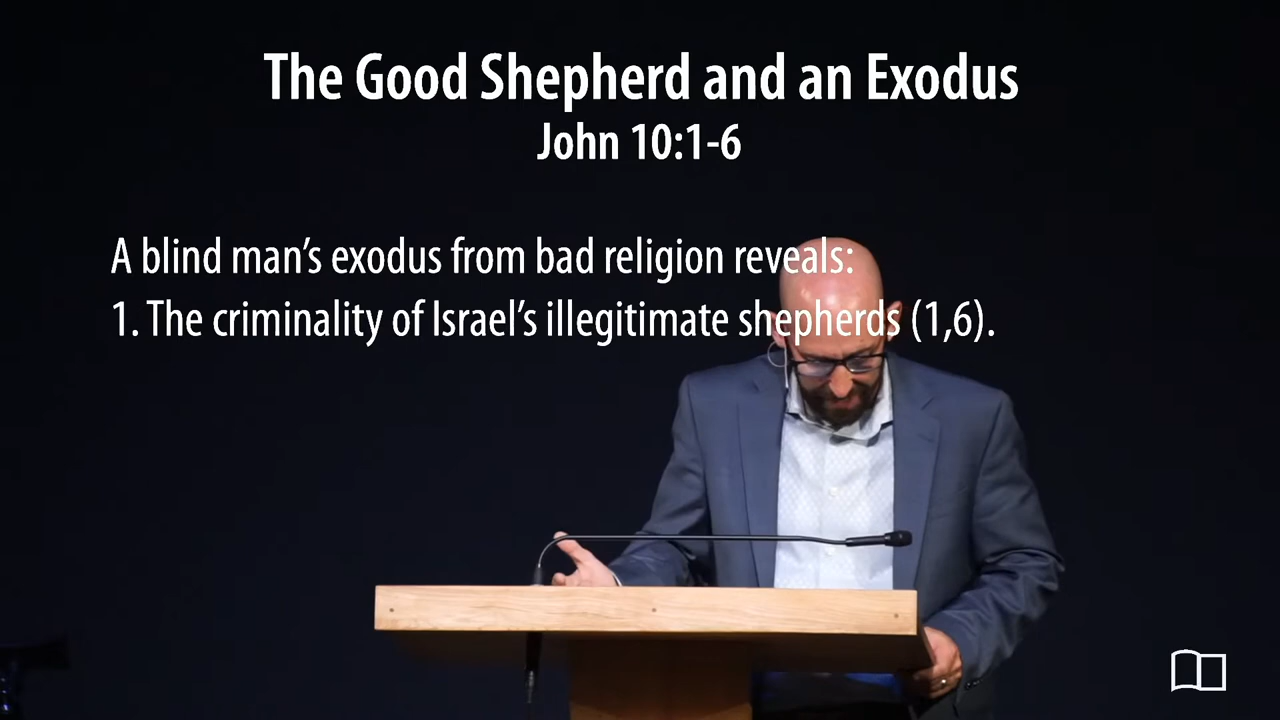 The Good Shepherd and an Exodus
John 10:1-6
A blind man’s exodus from bad religion reveals:
1. The criminality of Israel’s illegitimate shepherds (1,6).